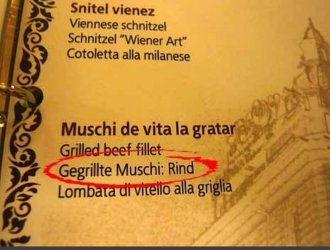 Snitel vienez
Viennese schnitzel
Schnitzel "Wiener Art"
Cotoletta alla milanese
Muschi de vita la gratar
Grilled beef fillet
Gegrillte Muschi: Rind
Lombata di vitello alla griglia